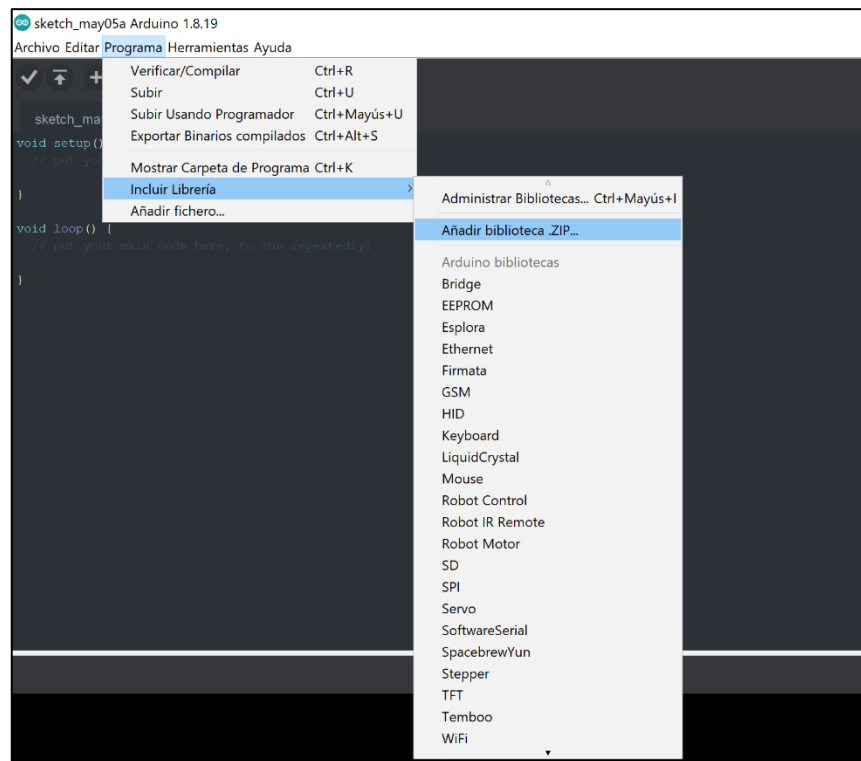 sketch_may05a Arduino 1.8.19
Archivo Editar Programa Herramientas Ayuda
Verificar/Compilar Ctrl+R
Subir Ctrl+U
Subir Usando Programador Ctrl+Mayús+U
Exportar Binarios compilados Ctrl+Alt+S
Mostrar Carpeta de Programa Ctrl+K
Incluir Librería
Añadir fichero...
sketch_ma
void setup()
// put you
}
void loop() {
// put your main code here, to run repeatedly:
}
Administrar Bibliotecas... Ctrl+Mayús+I
Añadir biblioteca .ZIP...
Arduino bibliotecas
Bridge
EEPROM
Esplora
Ethernet
Firmata
GSM
HID
Keyboard
LiquidCrystal
Mouse
Robot Control
Robot IR Remote
Robot Motor
SD
SPI
Servo
SoftwareSerial
SpacebrewYun
Stepper
TFT
Temboo
WiFi